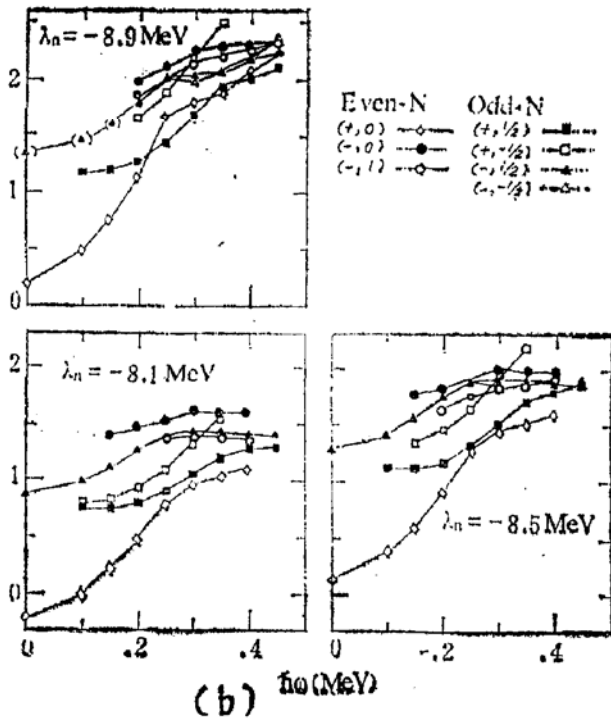 λn = −8.9 MeV
2
1
0
Even-N Odd-N
(+,0) (+,1/2)
(-,0) (+,-1/2)
(-,1) (-,1/2)
(-,-1/2)
2
1
0
λn = −8.1 MeV
λn = −8.5 MeV
0 .2 .4
0 .2 .4
(b) ħω (MeV)